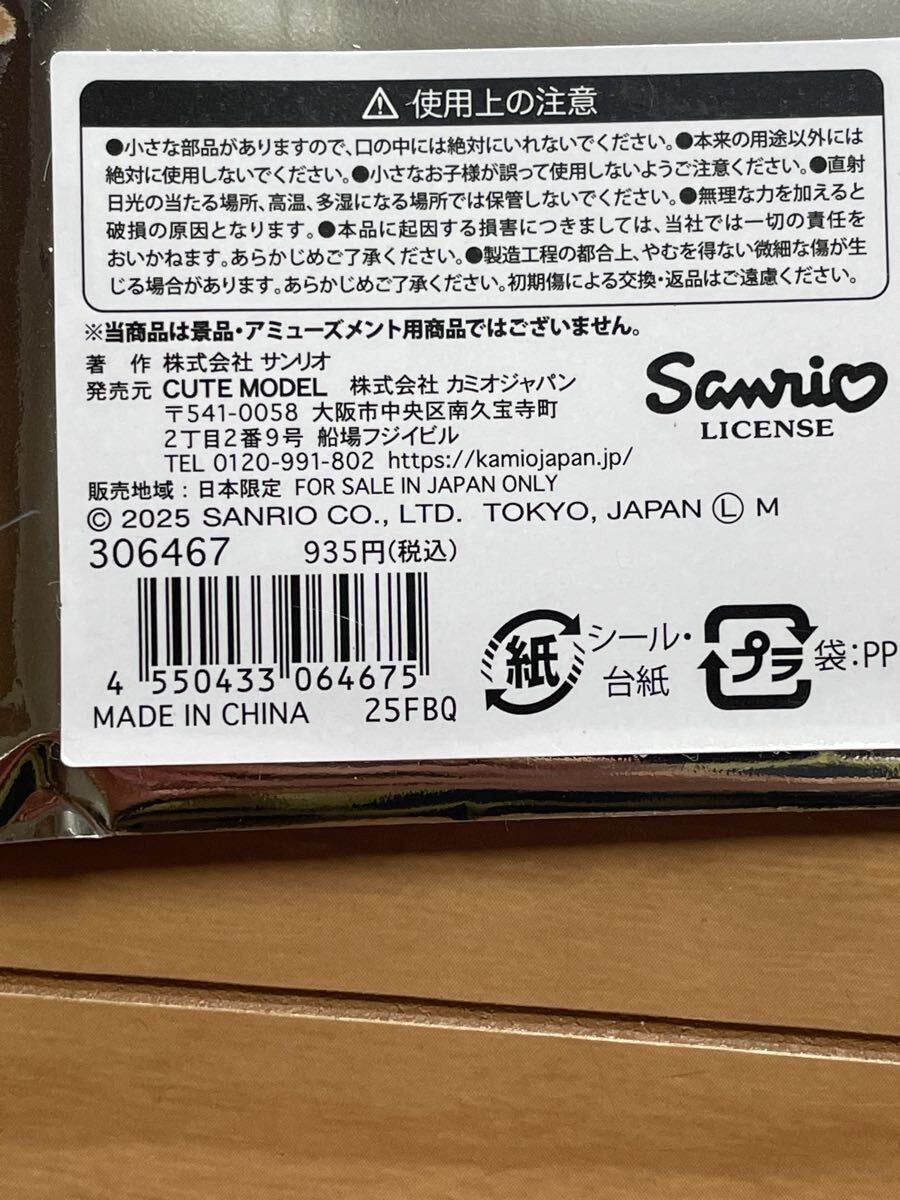 ⚠ 使用上の注意
●小さな部品がありますので、口の中には絶対にいれないでください。●本来の用途以外には
絶対に使用しないでください。●小さなお子様が誤って使用しないようご注意ください。●直射
日光の当たる場所、高温、多湿になる場所では保管しないでください。●無理な力を加えると
破損の原因となります。●本品に起因する損害につきましては、当社では一切の責任を
おいかねます。あらかじめご了承ください。●製造工程の都合上、やむを得ない微細な傷が生
じる場合があります。あらかじめご了承ください。初期傷による交換・返品はご遠慮ください。
※当商品は景品・アミューズメント用商品ではございません。
著 作 株式会社 サンリオ
発売元 CUTE MODEL 株式会社 カミオジャパン
〒541-0058 大阪市中央区南久宝寺町
2丁目2番9号 船場フジイビル
TEL 0120-991-802 https://kamiojapan.jp/
Sanrio
LICENSE
販売地域：日本限定 FOR SALE IN JAPAN ONLY
© 2025 SANRIO CO., LTD. TOKYO, JAPAN Ⓛ M
306467 935円(税込)
4 550433 064675
MADE IN CHINA 25FBQ
紙 シール・
台紙
プラ 袋：PP